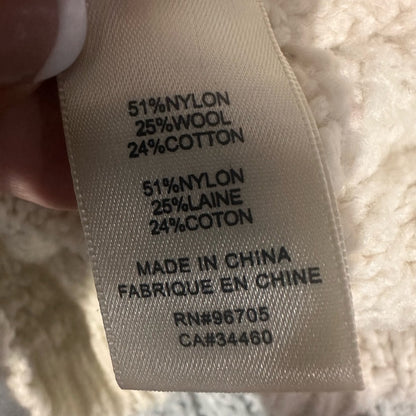 51%NYLON
25%WOOL
24%COTTON
51%NYLON
25%LAINE
24%COTON
MADE IN CHINA
FABRIQUE EN CHINE
RN#96705
CA#34460